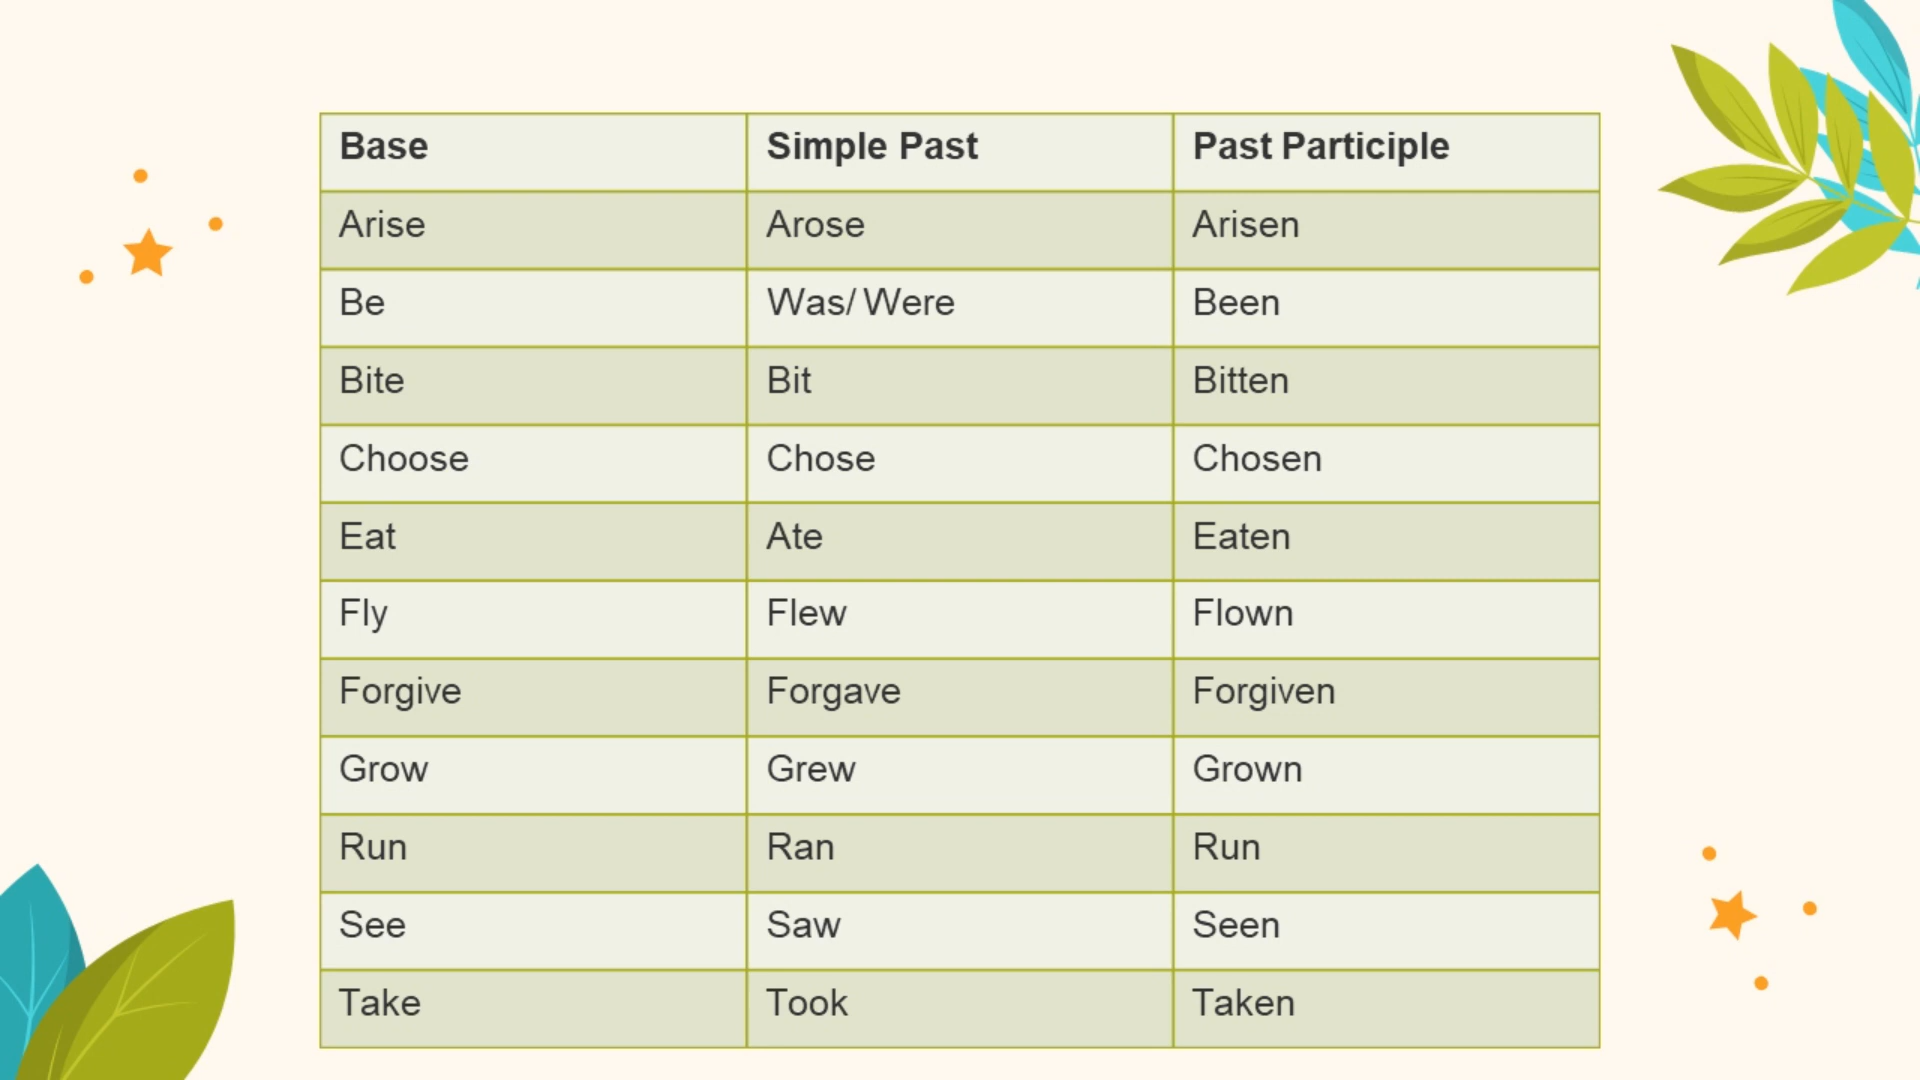 Base Simple Past Past Participle
Arise Arose Arisen
Be Was/ Were Been
Bite Bit Bitten
Choose Chose Chosen
Eat Ate Eaten
Fly Flew Flown
Forgive Forgave Forgiven
Grow Grew Grown
Run Ran Run
See Saw Seen
Take Took Taken